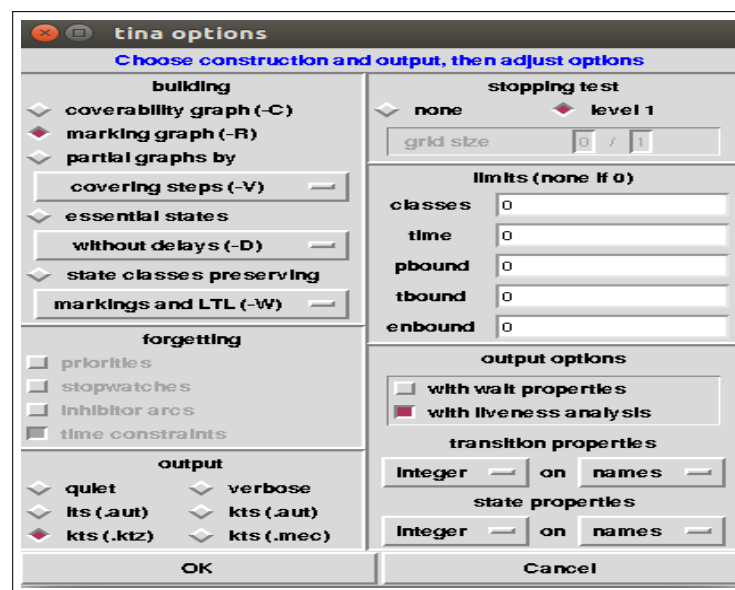 tina options
Choose construction and output, then adjust options
building
coverability graph (-C)
marking graph (-R)
partial graphs by
covering steps (-V)
essential states
without delays (-D)
state classes preserving
markings and LTL (-W)
forgetting
priorities
stopwatches
inhibitor arcs
time constraints
output
quiet
verbose
lts (.aut)
kts (.aut)
kts (.ktz)
kts (.mec)
stopping test
none
level 1
grid size
0 / 1
limits (none if 0)
classes 0
time 0
pbound 0
tbound 0
enbound 0
output options
with wait properties
with liveness analysis
transition properties
integer on names
state properties
integer on names
OK
Cancel